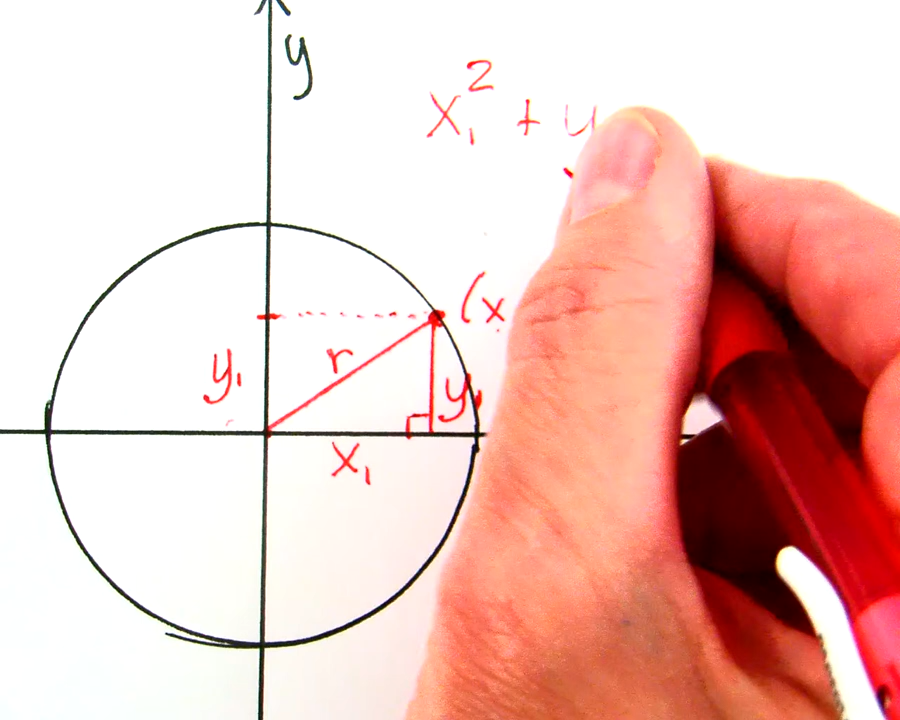 y
x₁² + y
(x
r
y₁
y₁
x₁